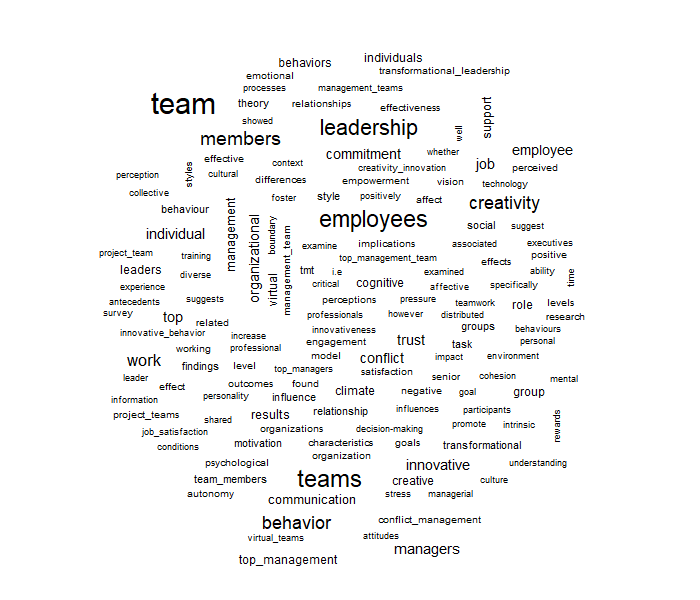 behaviors individuals
emotional transformational_leadership
processes management_teams
team theory relationships effectiveness support
showed leadership well
members commitment whether employee
styles effective context creativity_innovation job perceived
perception cultural differences empowerment vision technology
collective foster style positively affect creativity
behaviour management organizational boundary employees social suggest
individual management_team examine implications associated executives
project_team training top_management_team positive
leaders diverse virtual tmt i.e examined effects ability time
experience critical cognitive affective specifically
antecedents suggests perceptions pressure teamwork role levels
survey top related professionals however distributed research
innovative_behavior increase innovativeness trust groups behaviours
working professional engagement task personal
work findings level model conflict impact environment
leader top_managers satisfaction senior cohesion mental
effect outcomes found
information personality influence climate negative goal group
project_teams shared results relationship influences participants
job_satisfaction organizations decision-making promote intrinsic rewards
conditions motivation characteristics goals transformational
psychological organization innovative understanding
team_members teams creative culture
autonomy communication stress managerial
behavior conflict_management
virtual_teams attitudes
top_management managers